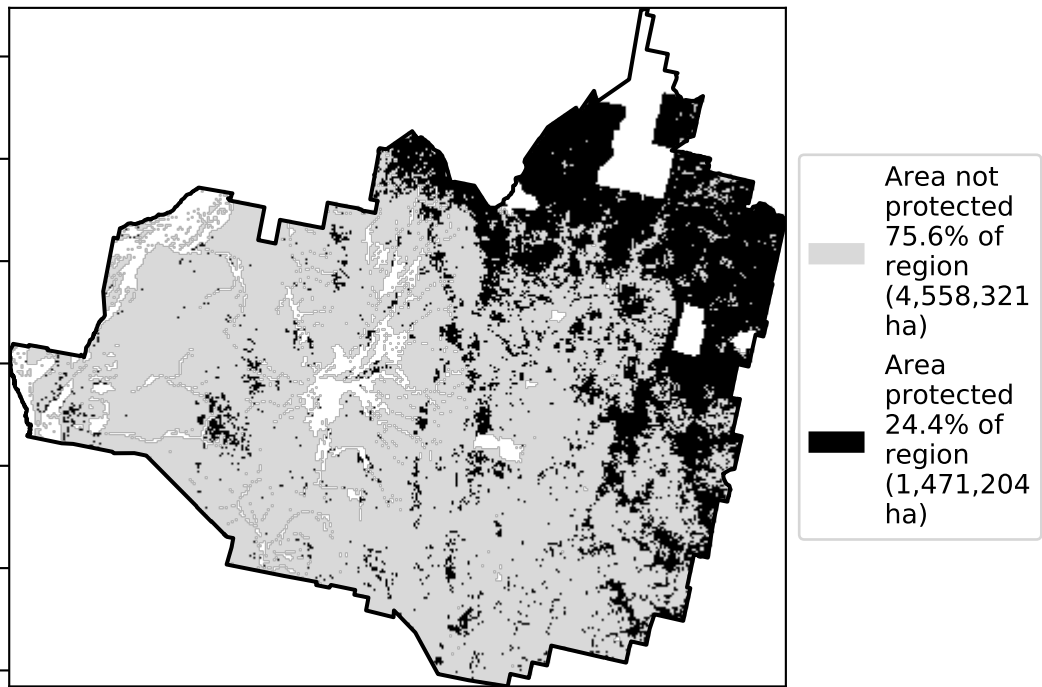 Area not
protected
75.6% of
region
(4,558,321
ha)
Area
protected
24.4% of
region
(1,471,204
ha)